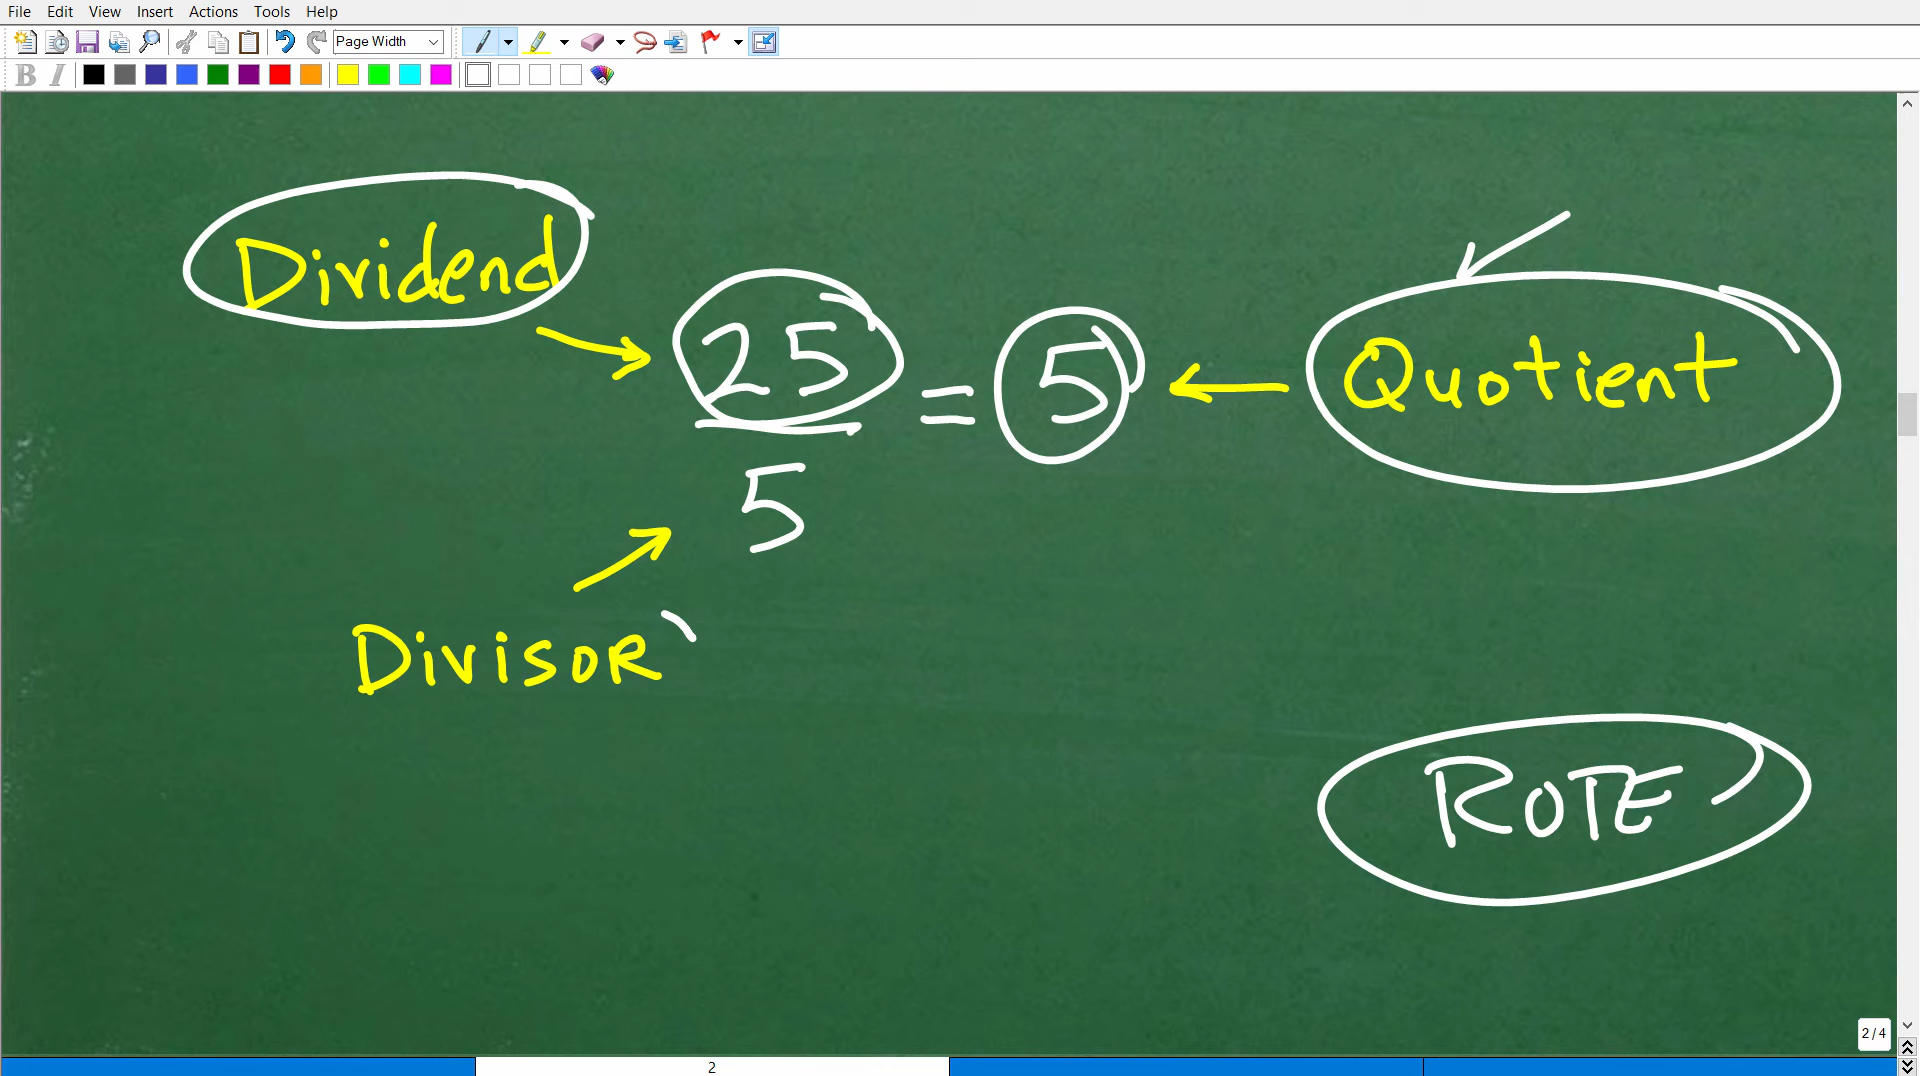 File Edit View Insert Actions Tools Help
Page Width
B I
Dividend
25
= 5
Quotient
5
Divisor
ROTE
2 / 4
2